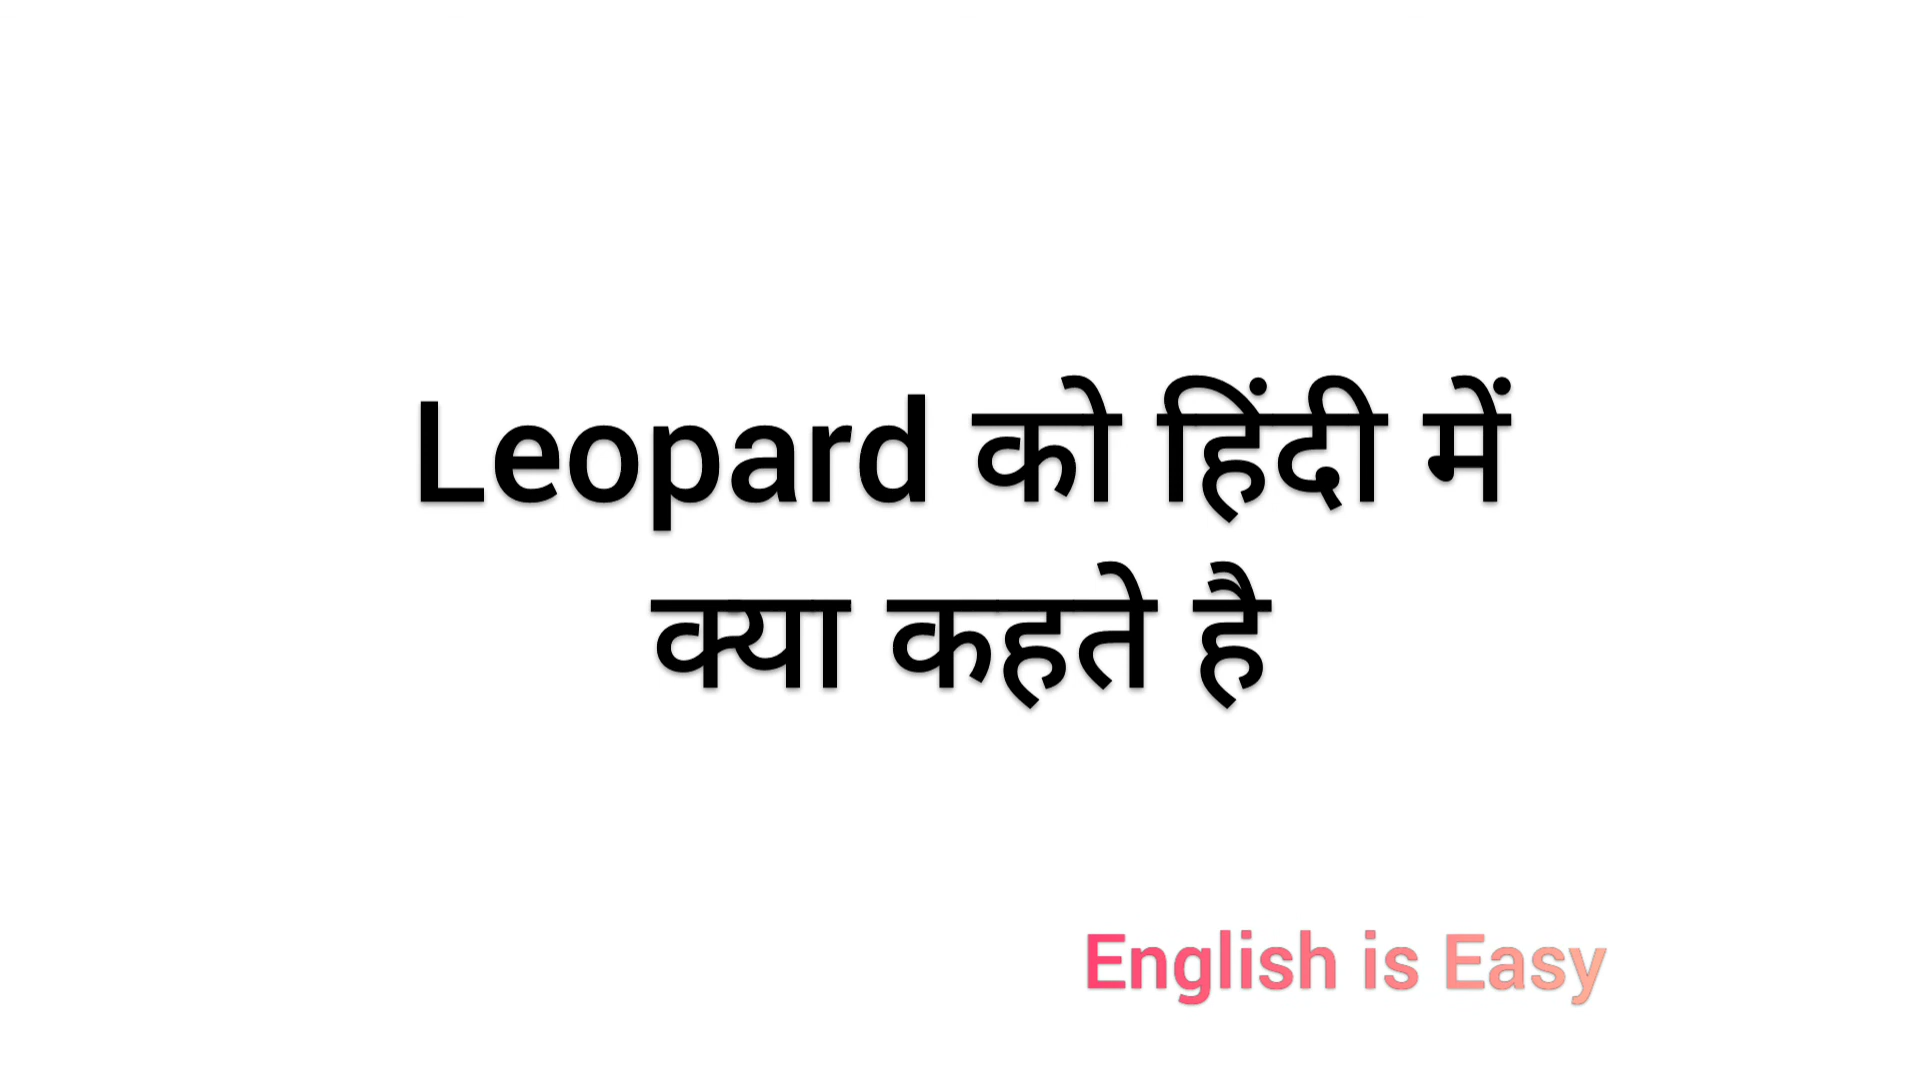 Leopard को हिंदी में
क्या कहते है
English is Easy